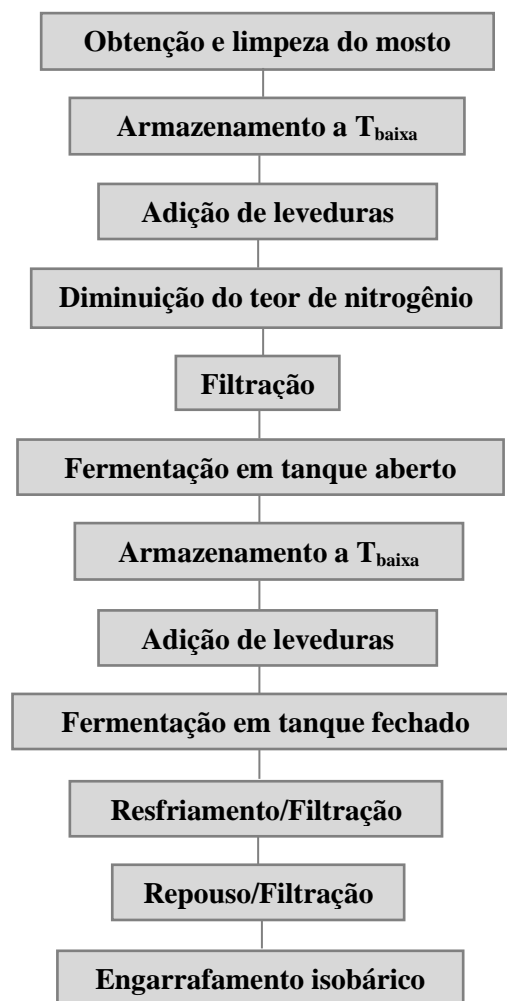 Obtenção e limpeza do mosto
Armazenamento a Tbaixa
Adição de leveduras
Diminuição do teor de nitrogênio
Filtração
Fermentação em tanque aberto
Armazenamento a Tbaixa
Adição de leveduras
Fermentação em tanque fechado
Resfriamento/Filtração
Repouso/Filtração
Engarrafamento isobárico